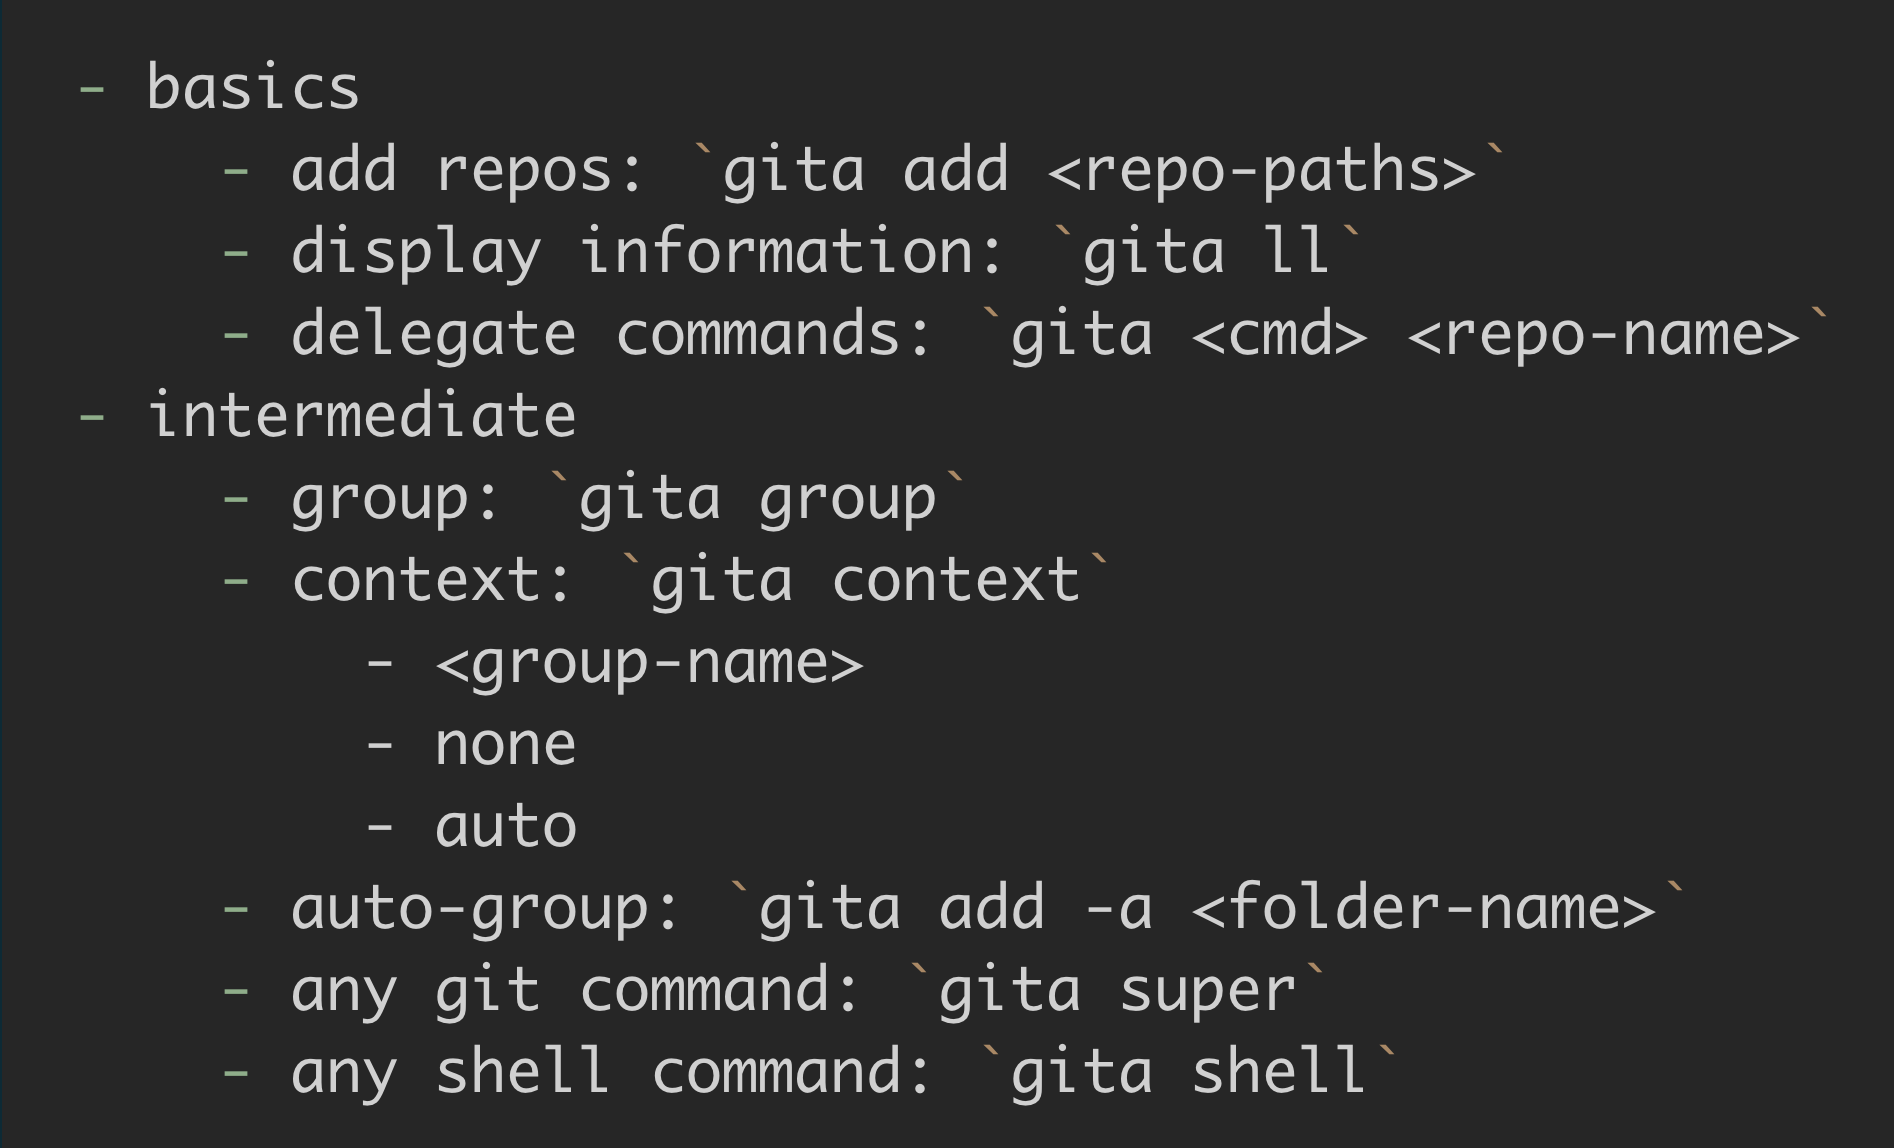 - basics
    - add repos: `gita add <repo-paths>`
    - display information: `gita ll`
    - delegate commands: `gita <cmd> <repo-name>`
- intermediate
    - group: `gita group`
    - context: `gita context`
        - <group-name>
        - none
        - auto
    - auto-group: `gita add -a <folder-name>`
    - any git command: `gita super`
    - any shell command: `gita shell`